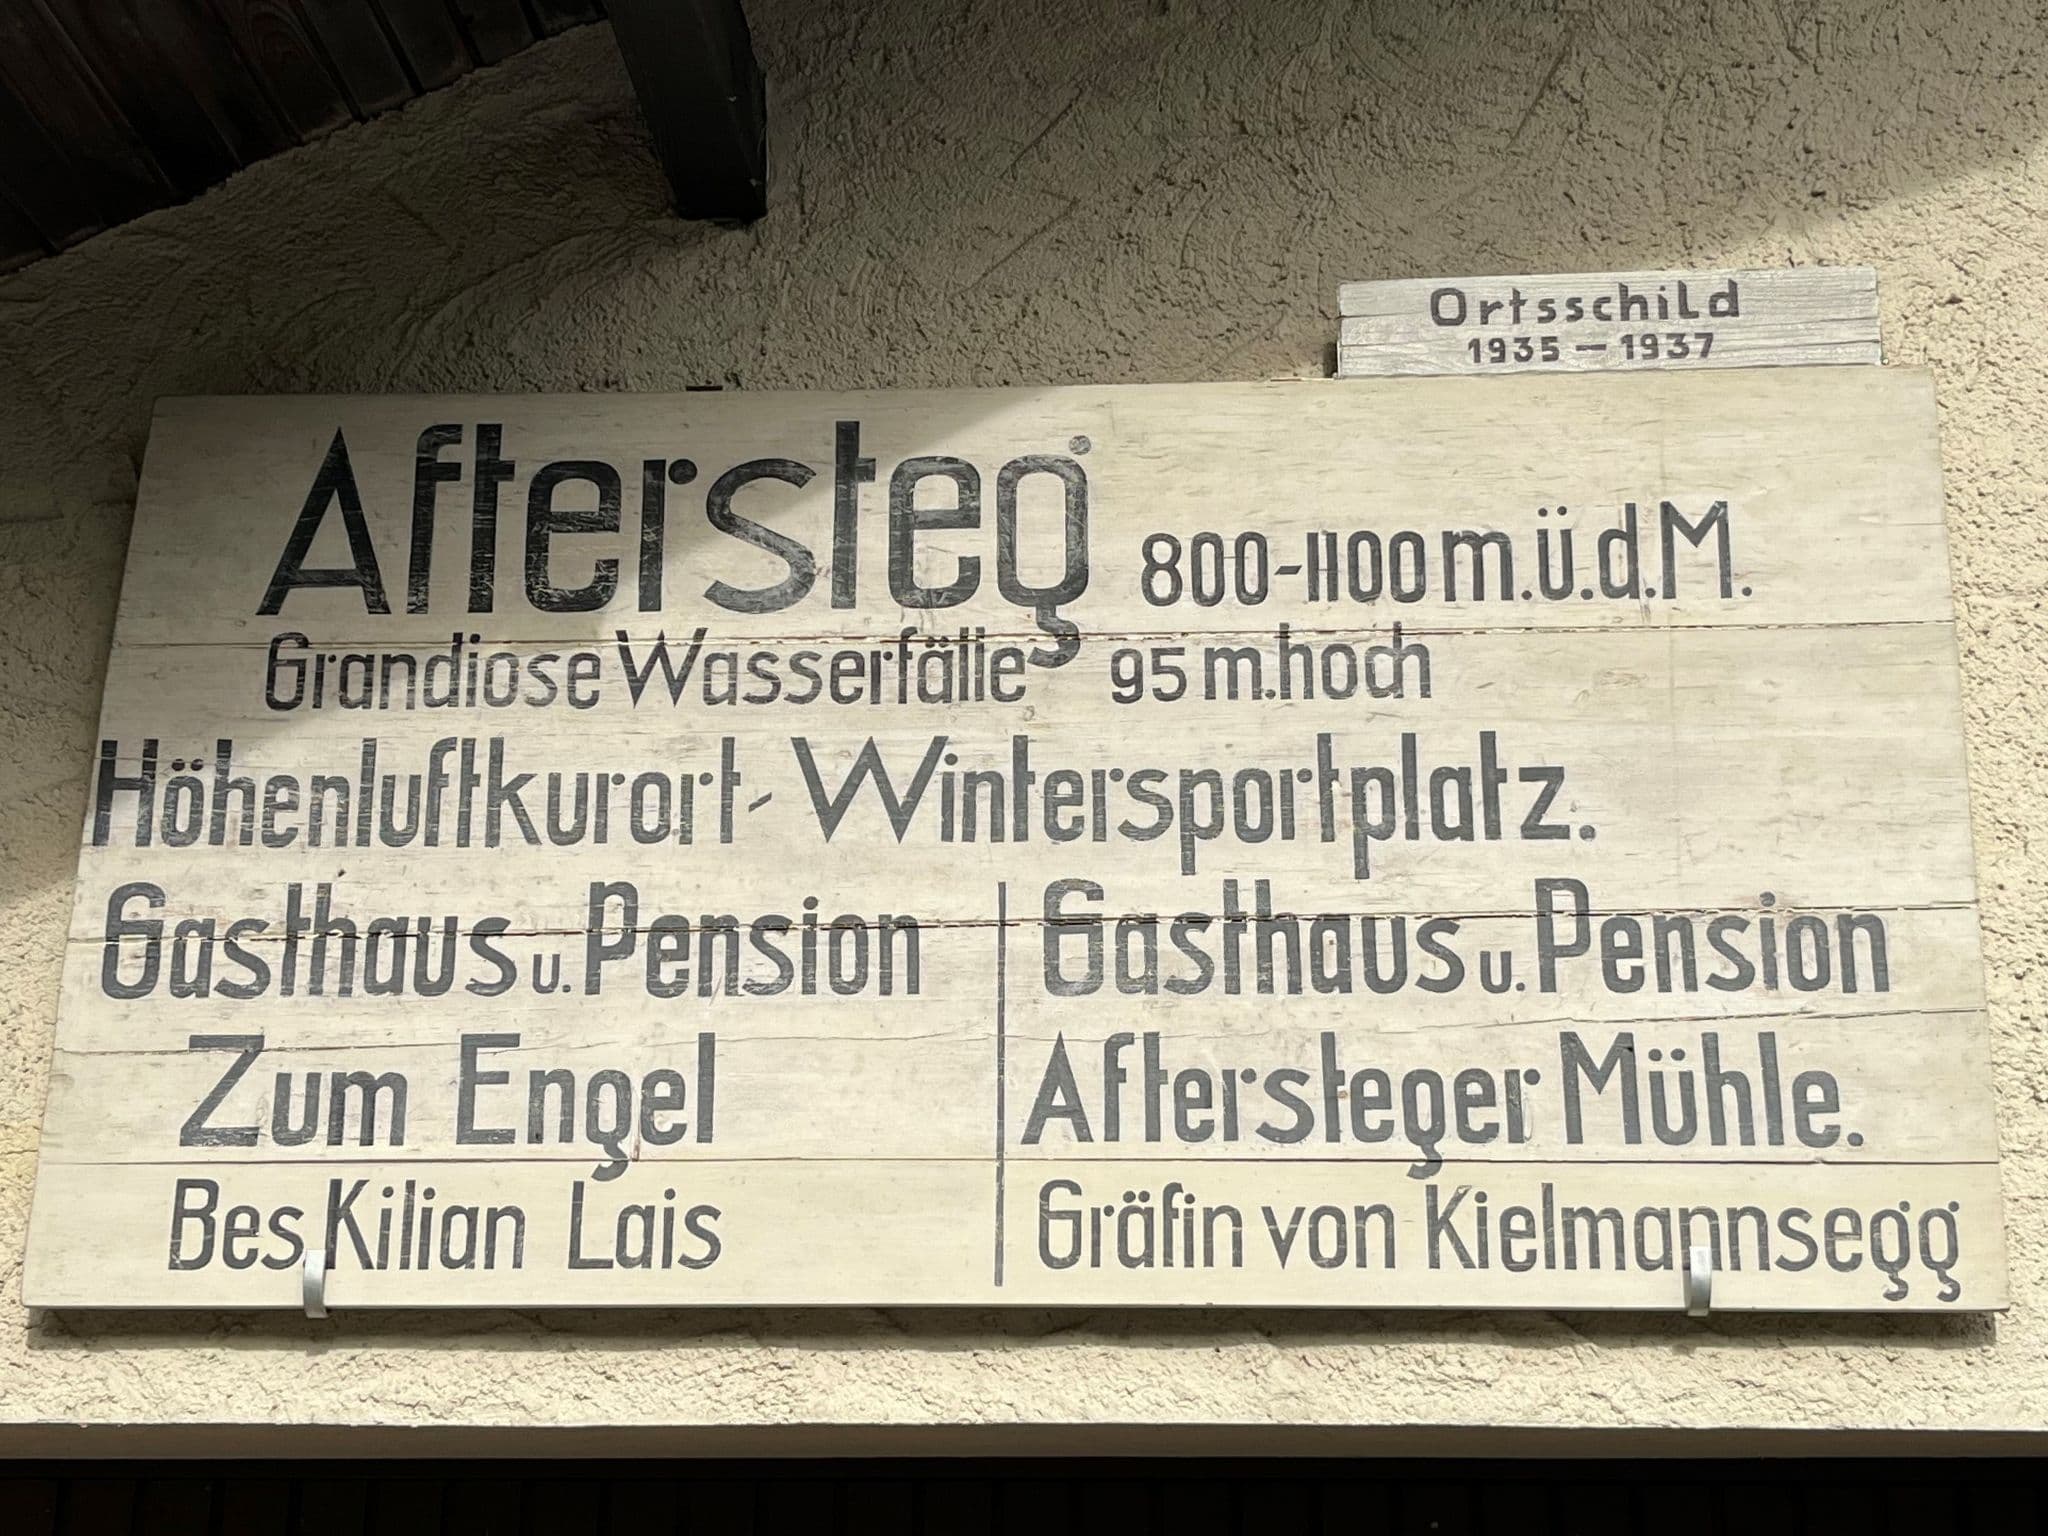 Ortsschild
1935 – 1937
Aftersteg 800-1100 m.ü.d.M.
Grandiose Wasserfälle 95 m. hoch
Höhenluftkurort - Wintersportplatz.
Gasthaus u. Pension
Zum Engel
Bes. Kilian Lais
Gasthaus u. Pension
Aftersteger Mühle.
Gräfin von Kielmannsegg